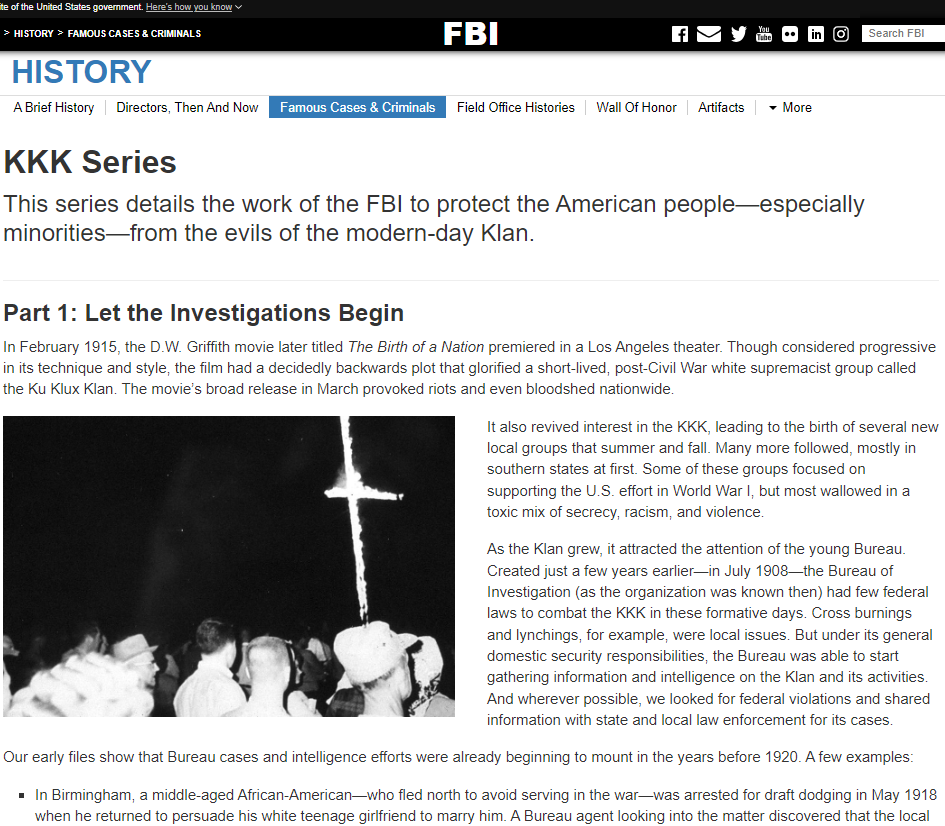 te of the United States government. Here's how you know
> HISTORY > FAMOUS CASES & CRIMINALS
FBI
You
Tube
in
Search FBI
HISTORY
A Brief History
Directors, Then And Now
Famous Cases & Criminals
Field Office Histories
Wall Of Honor
Artifacts
More
KKK Series
This series details the work of the FBI to protect the American people—especially
minorities—from the evils of the modern-day Klan.
Part 1: Let the Investigations Begin
In February 1915, the D.W. Griffith movie later titled The Birth of a Nation premiered in a Los Angeles theater. Though considered progressive
in its technique and style, the film had a decidedly backwards plot that glorified a short-lived, post-Civil War white supremacist group called
the Ku Klux Klan. The movie's broad release in March provoked riots and even bloodshed nationwide.
It also revived interest in the KKK, leading to the birth of several new
local groups that summer and fall. Many more followed, mostly in
southern states at first. Some of these groups focused on
supporting the U.S. effort in World War I, but most wallowed in a
toxic mix of secrecy, racism, and violence.
As the Klan grew, it attracted the attention of the young Bureau.
Created just a few years earlier—in July 1908—the Bureau of
Investigation (as the organization was known then) had few federal
laws to combat the KKK in these formative days. Cross burnings
and lynchings, for example, were local issues. But under its general
domestic security responsibilities, the Bureau was able to start
gathering information and intelligence on the Klan and its activities.
And wherever possible, we looked for federal violations and shared
information with state and local law enforcement for its cases.
Our early files show that Bureau cases and intelligence efforts were already beginning to mount in the years before 1920. A few examples:
▪ In Birmingham, a middle-aged African-American—who fled north to avoid serving in the war—was arrested for draft dodging in May 1918
when he returned to persuade his white teenage girlfriend to marry him. A Bureau agent looking into the matter discovered that the local